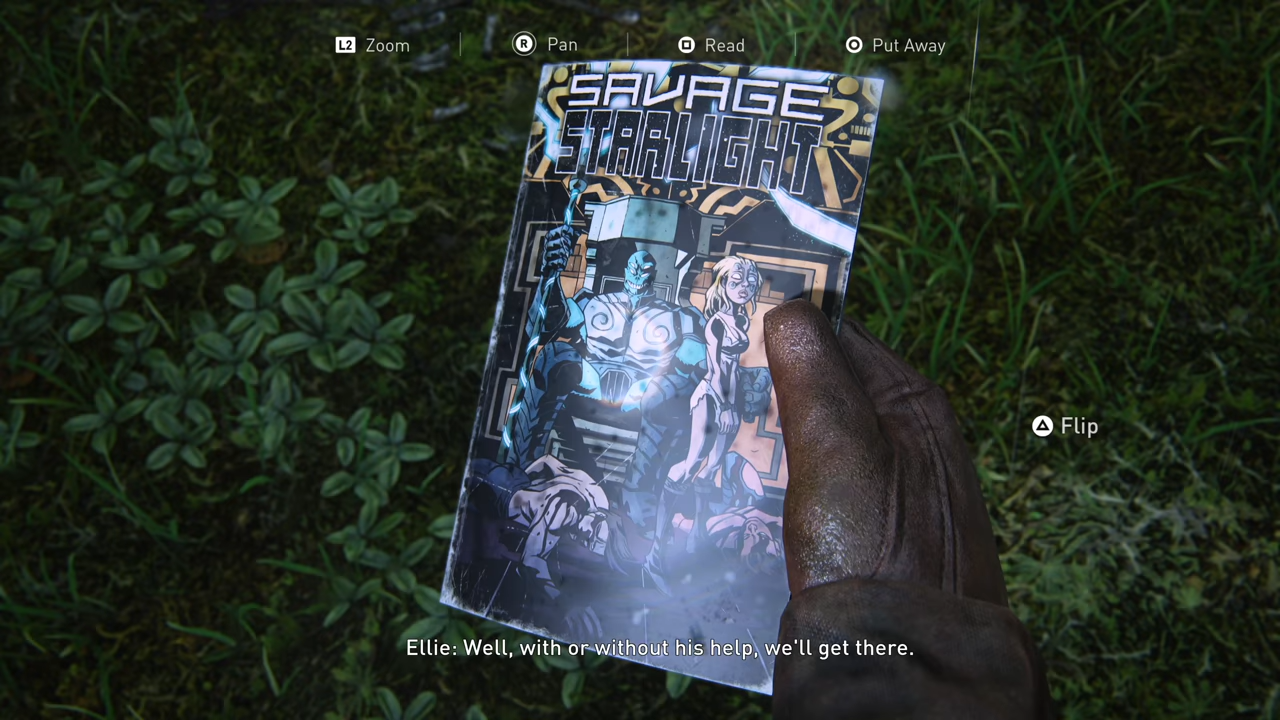 L2 Zoom
R Pan
Read
Put Away
SAVAGE
STARLIGHT
Flip
Ellie: Well, with or without his help, we'll get there.